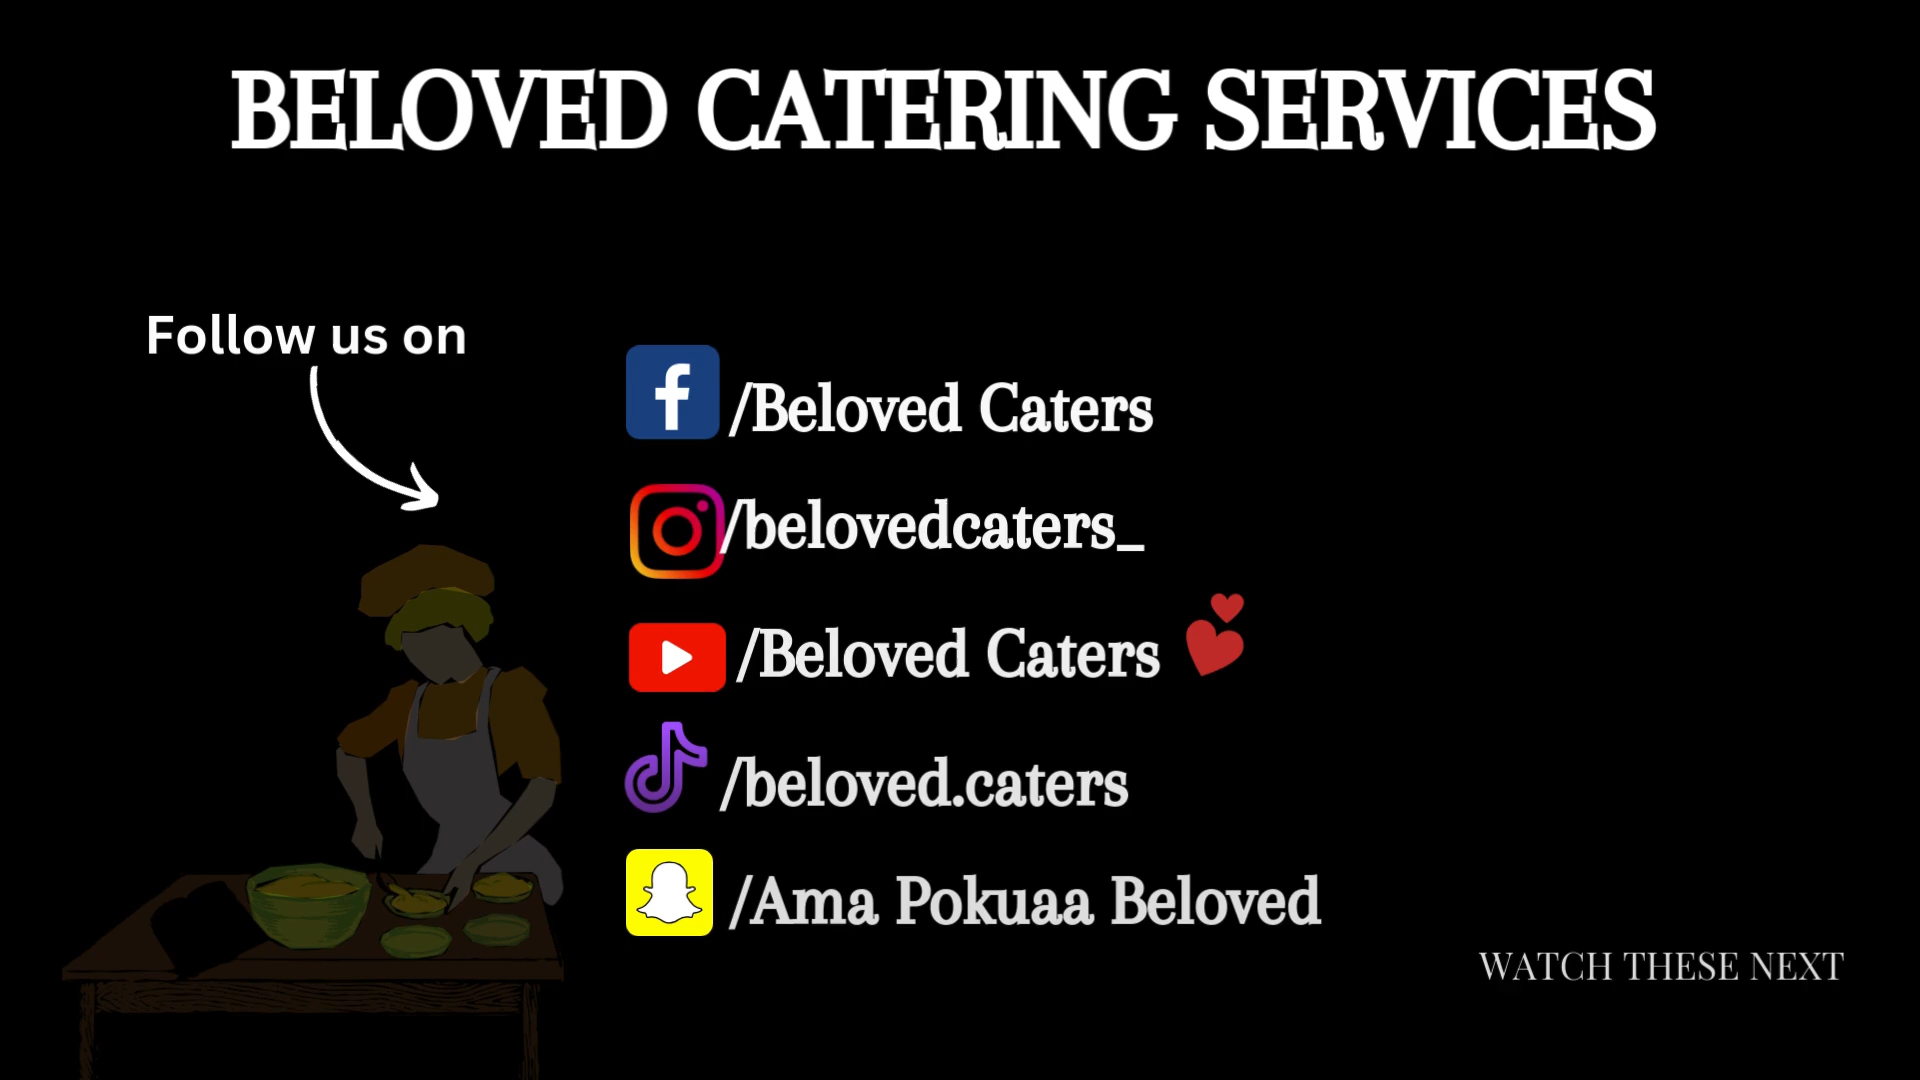 BELOVED CATERING SERVICES
Follow us on
/Beloved Caters
/belovedcaters_
/Beloved Caters
/beloved.caters
/Ama Pokuaa Beloved
WATCH THESE NEXT